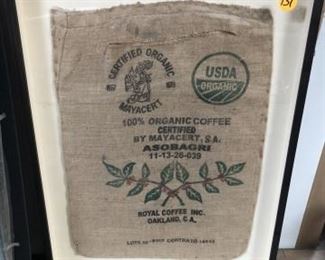 CERTIFIED ORGANIC
MAYACERT
USDA
ORGANIC
100% ORGANIC COFFEE
CERTIFIED
BY MAYACERT, S.A.
ASOBAGRI
11-13-26-039
ROYAL COFFEE INC.
OAKLAND, C.A.
CONTRATO